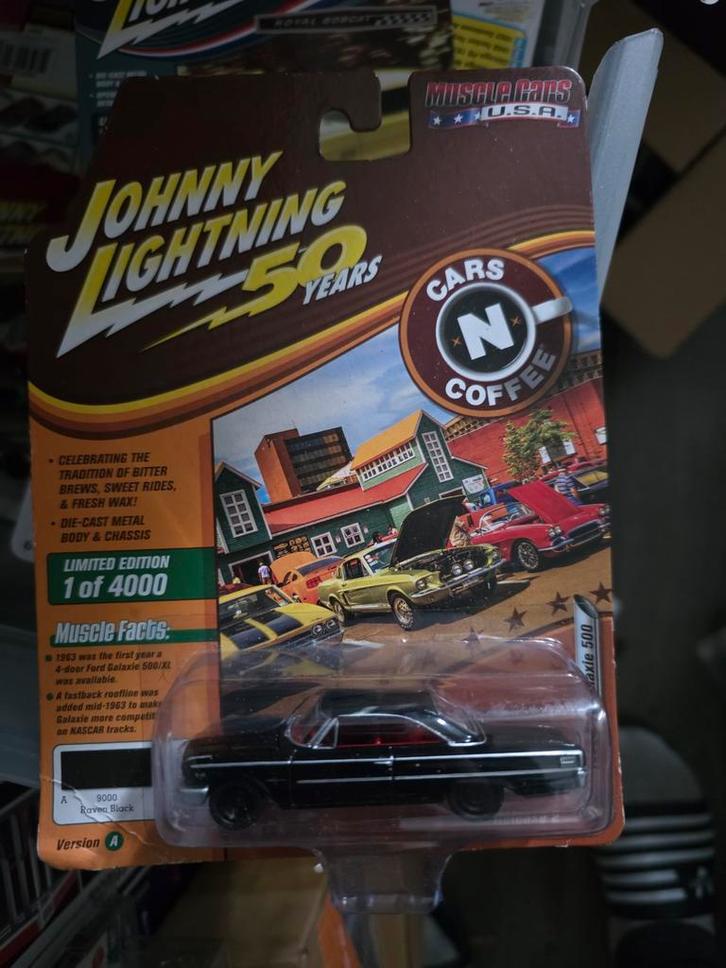 ROYAL BOBCAT
MUSCLE CARS
U.S.A.
JOHNNY
LIGHTNING
50
YEARS
CARS
N
COFFEE
• CELEBRATING THE
TRADITION OF BITTER
BREWS, SWEET RIDES,
& FRESH WAX!
• DIE-CAST METAL
BODY & CHASSIS
LIMITED EDITION
1 of 4000
Muscle Facts:
• 1963 was the first year a
4-door Ford Galaxie 500/XL
was available.
• A fastback roofline was
added mid-1963 to make
Galaxie more competit
on NASCAR tracks.
axie 500
A 9000
Raven Black
Version A